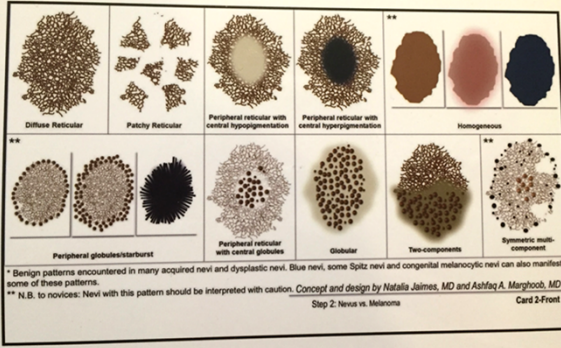 **
Diffuse Reticular
Patchy Reticular
Peripheral reticular with
central hypopigmentation
Peripheral reticular with
central hyperpigmentation
Homogeneous
**
**
Peripheral globules/starburst
Peripheral reticular
with central globules
Globular
Two-components
Symmetric multi-
component
* Benign patterns encountered in many acquired nevi and dysplastic nevi. Blue nevi, some Spitz nevi and congenital melanocytic nevi can also manifest
some of these patterns.
** N.B. to novices: Nevi with this pattern should be interpreted with caution. Concept and design by Natalia Jaimes, MD and Ashfaq A. Marghoob, MD
Step 2: Nevus vs. Melanoma
Card 2-Front